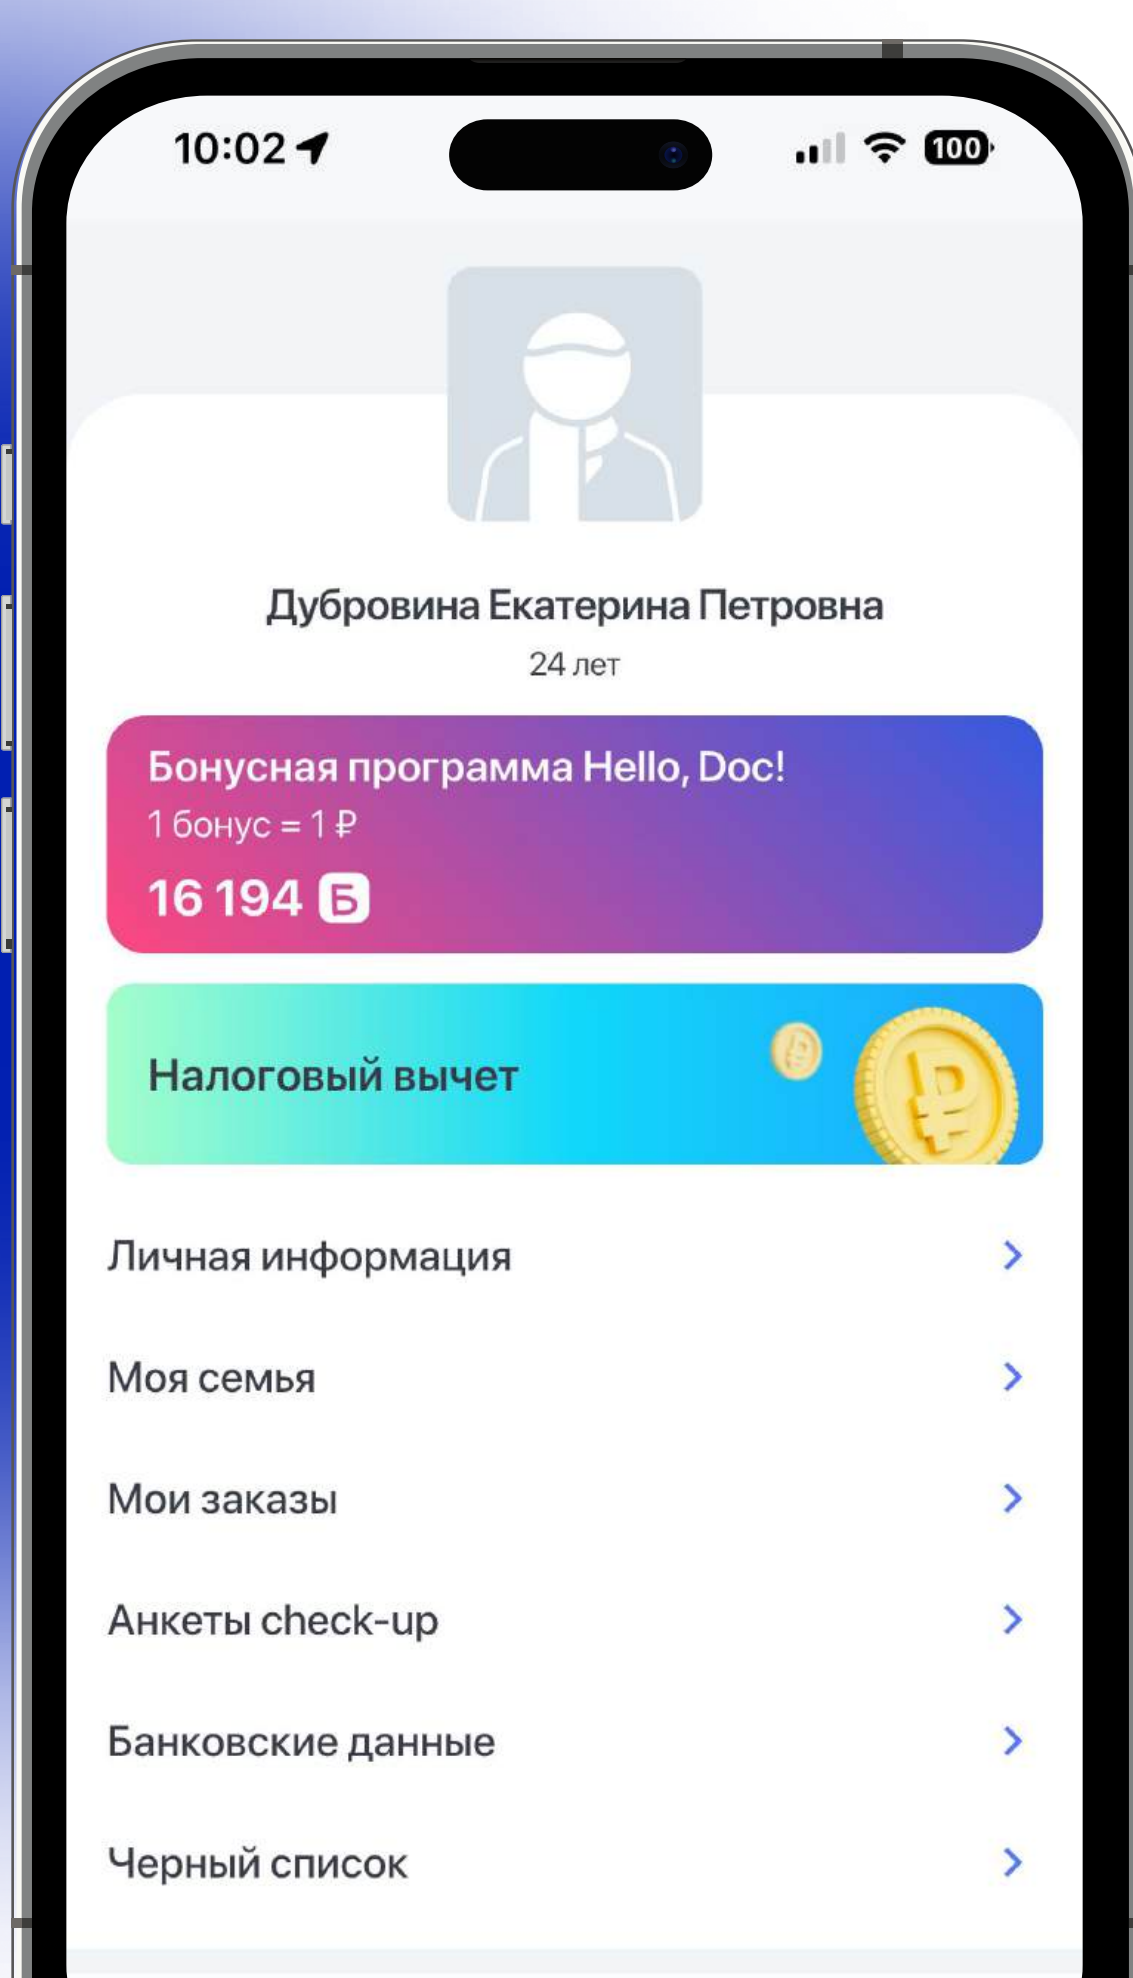 10:02
100
Дубровина Екатерина Петровна
24 лет
Бонусная программа Hello, Doc!
1 бонус = 1 ₽
16 194 Б
Налоговый вычет
Личная информация
Моя семья
Мои заказы
Анкеты check-up
Банковские данные
Черный список